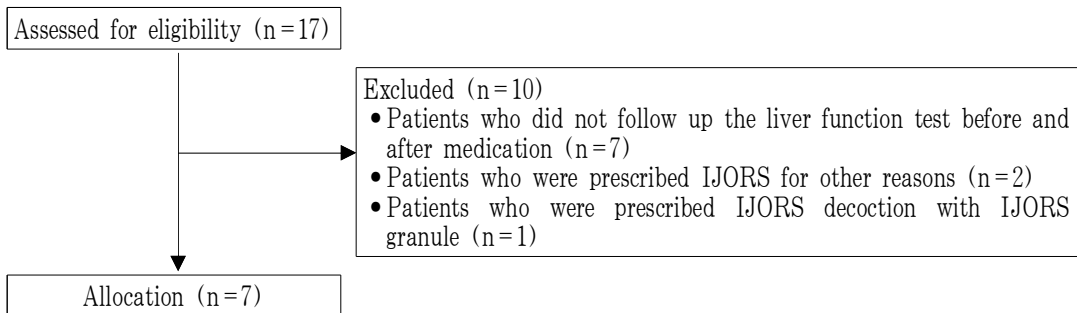 Assessed for eligibility (n=17)
Excluded (n=10)
• Patients who did not follow up the liver function test before and
after medication (n=7)
• Patients who were prescribed IJORS for other reasons (n=2)
• Patients who were prescribed IJORS decoction with IJORS
granule (n=1)
Allocation (n=7)